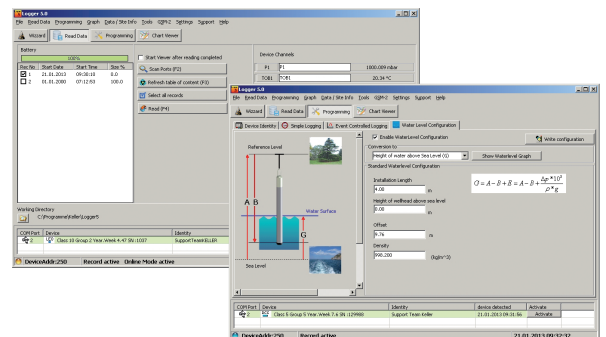 Logger 5.0
File Read Data Programming Graph Data / Site Info Tools GSM-2 Settings Support Help
Wizzard Read Data Programming Chart Viewer
Battery
100%
Rec No Start Date Start Time Size %
1 21.01.2013 09:30:10 0.0
2 01.01.2000 07:12:53 100.0
Start Viewer after reading completed
Scan Ports (F2)
Refresh table of content (F3)
Select all records
Read (F4)
Device Channels
P1 P1 1000.009 mbar
TOB1 TOB1 20.34 °C
Working Directory
C:\Programme\Keller\Logger5
COM Port Device Identity
2 Class 10 Group 2 Year.Week 4.47 SN :1037 SupportTeamKELLER
DeviceAddr:250 Record active Online Mode active
Logger 5.0
File Read Data Programming Graph Data / Site Info Tools GSM-2 Settings Support Help
Wizzard Read Data Programming Chart Viewer
Device Identity Simple Logging Event Controlled Logging Water Level Configuration
Reference Level
A B
Water Surface
G
Sea Level
Enable WaterLevel Configuration
Write configuration
Conversion to
Height of water above Sea Level (G)
Show Waterlevel Graph
Standard Waterlevel Configuration
Installation Length
4.00 m
Height of wellhead above sea level
0.00 m
Offset
9.76 m
Density
998.200 (kg/m^3)
G = A − B + E = A − B + Δp * 10⁵ / ρ * g
COM Port Device Identity device detected Activate
2 Class 5 Group 5 Year.Week 7.6 SN :129988 Support Team Keller 21.01.2013 09:31:56 Activate
DeviceAddr:250 Record active 21.01.2013 09:32:32